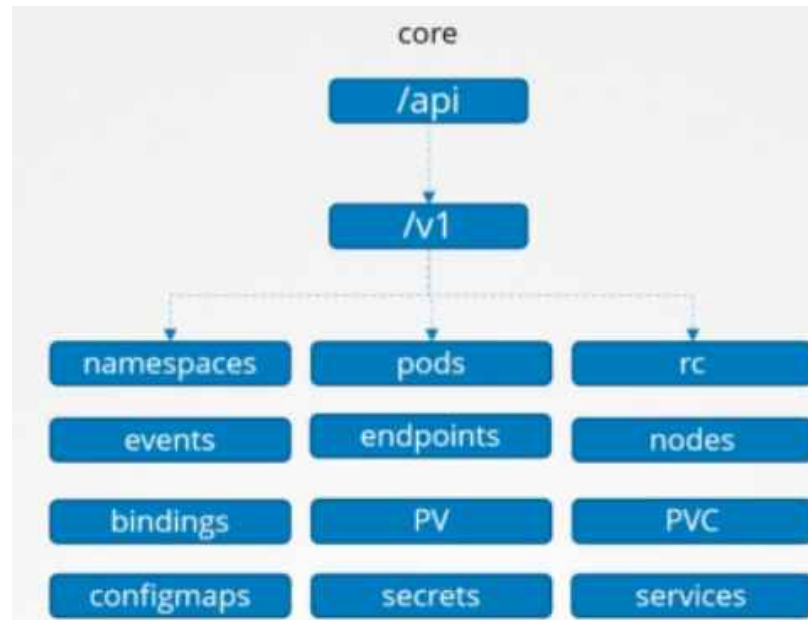 core
/api
/v1
namespaces pods rc
events endpoints nodes
bindings PV PVC
configmaps secrets services